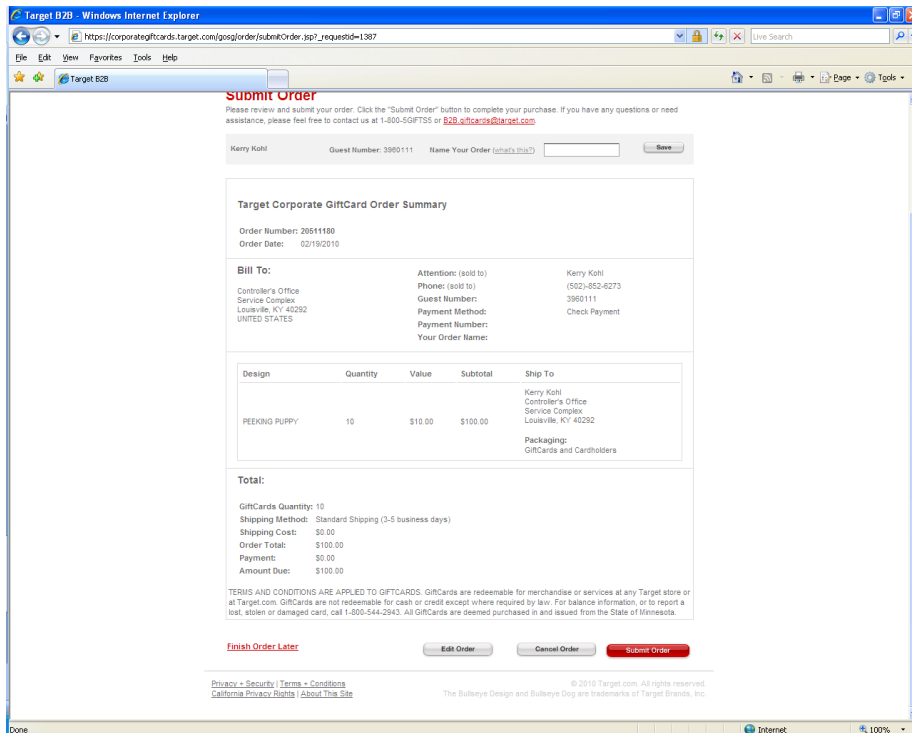 Target B2B - Windows Internet Explorer
https://corporategiftcards.target.com/gosg/order/submitOrder.jsp?_requestid=1387
Live Search
File Edit View Favorites Tools Help
Target B2B
Page Tools
Submit Order
Please review and submit your order. Click the "Submit Order" button to complete your purchase. If you have any questions or need
assistance, please feel free to contact us at 1-800-5GIFTS5 or B2B.giftcards@target.com.
Kerry Kohl Guest Number: 3960111 Name Your Order (what's this?) Save
Target Corporate GiftCard Order Summary
Order Number: 20511180
Order Date: 02/19/2010
Bill To:
Controller's Office
Service Complex
Louisville, KY 40292
UNITED STATES
Attention: (sold to) Kerry Kohl
Phone: (sold to) (502)-852-6273
Guest Number: 3960111
Payment Method: Check Payment
Payment Number:
Your Order Name:
Design Quantity Value Subtotal Ship To
PEEKING PUPPY 10 $10.00 $100.00
Kerry Kohl
Controller's Office
Service Complex
Louisville, KY 40292
Packaging:
GiftCards and Cardholders
Total:
GiftCards Quantity: 10
Shipping Method: Standard Shipping (3-5 business days)
Shipping Cost: $0.00
Order Total: $100.00
Payment: $0.00
Amount Due: $100.00
TERMS AND CONDITIONS ARE APPLIED TO GIFTCARDS. GiftCards are redeemable for merchandise or services at any Target store or
at Target.com. GiftCards are not redeemable for cash or credit except where required by law. For balance information, or to report a
lost, stolen or damaged card, call 1-800-544-2943. All GiftCards are deemed purchased in and issued from the State of Minnesota.
Finish Order Later Edit Order Cancel Order Submit Order
Privacy + Security | Terms + Conditions © 2010 Target.com. All rights reserved.
California Privacy Rights | About This Site The Bullseye Design and Bullseye Dog are trademarks of Target Brands, Inc.
Done Internet 100%